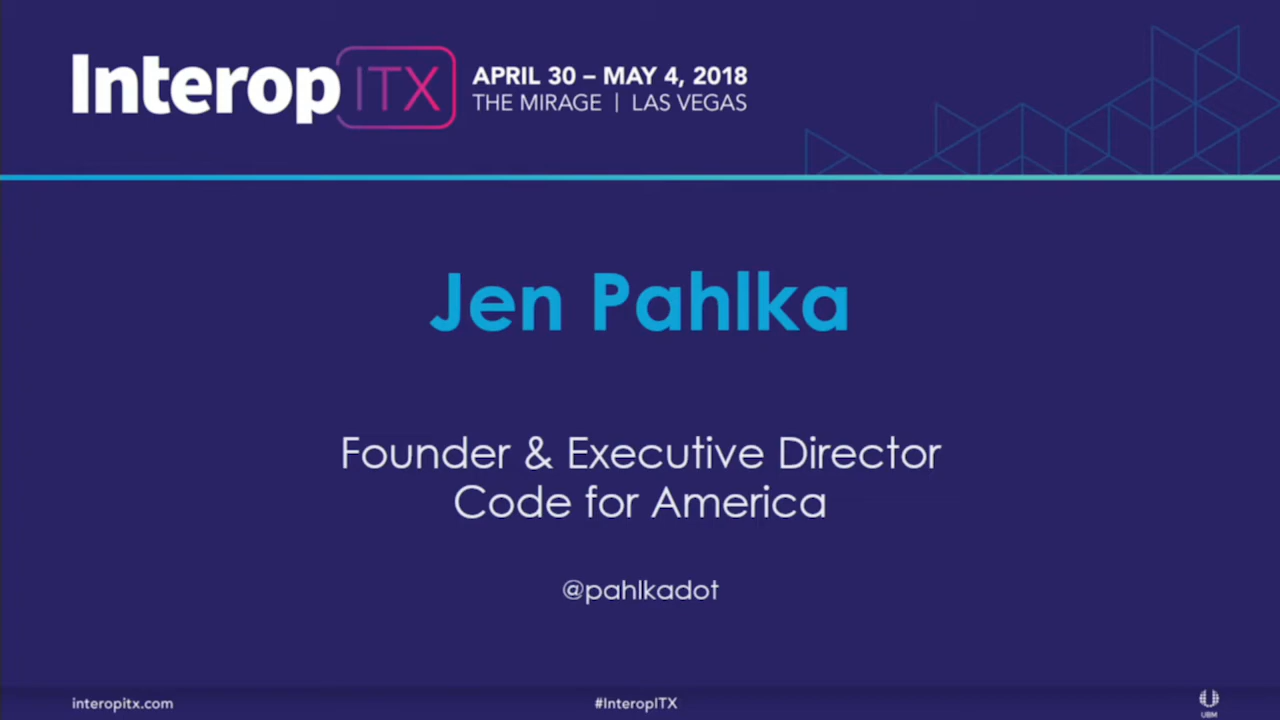 Interop ITX
APRIL 30 – MAY 4, 2018
THE MIRAGE | LAS VEGAS
Jen Pahlka
Founder & Executive Director
Code for America
@pahlkadot
interopitx.com
#InteropITX
UBM